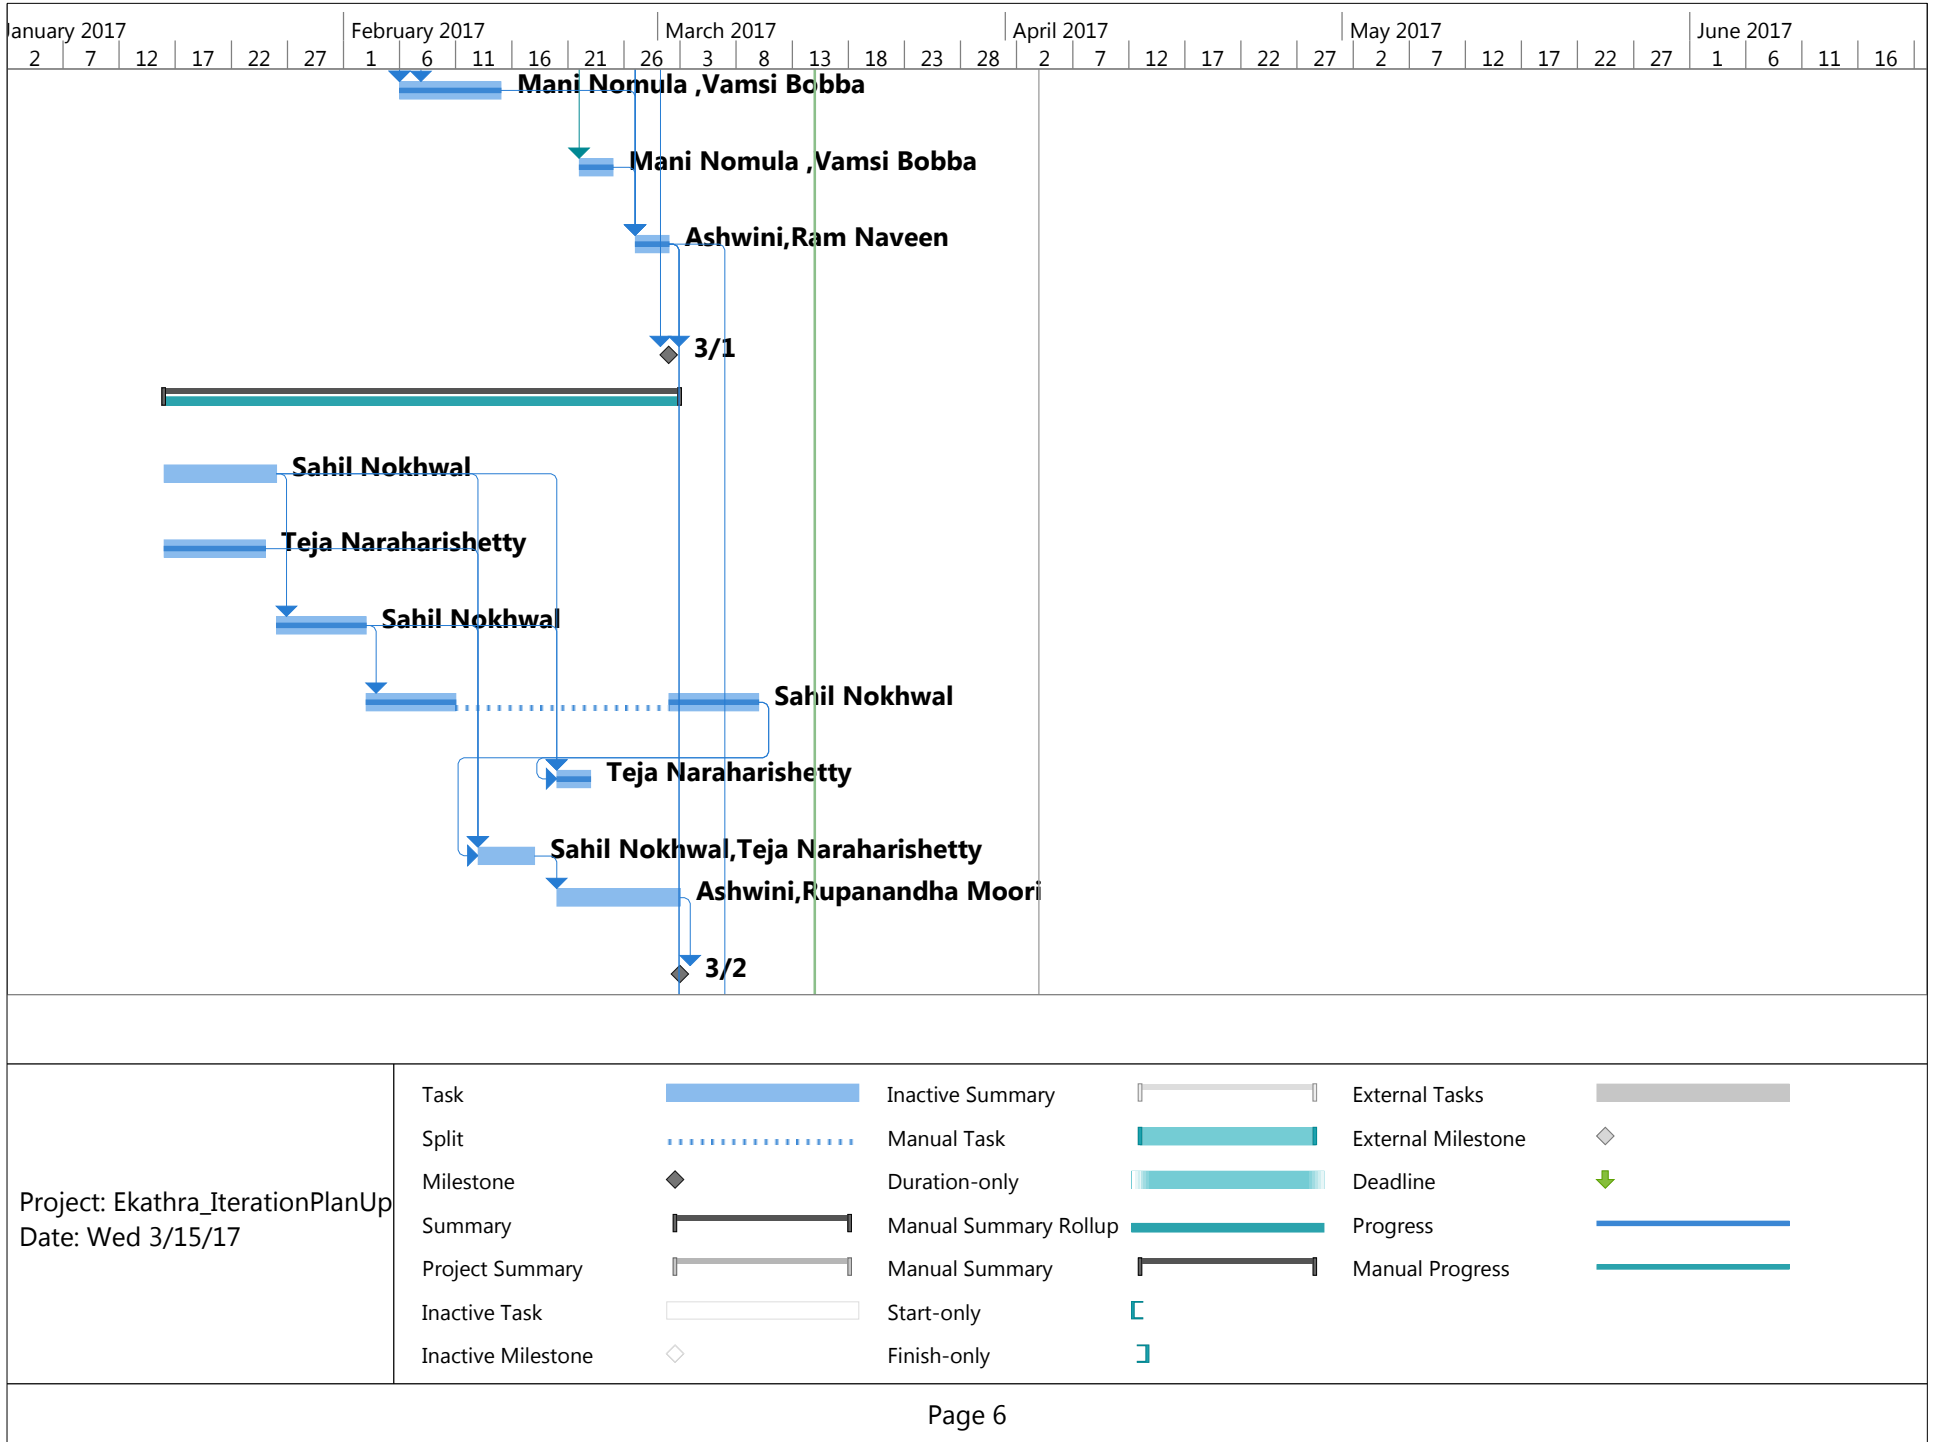 January 2017 February 2017 March 2017 April 2017 May 2017 June 2017
2 7 12 17 22 27 1 6 11 16 21 26 3 8 13 18 23 28 2 7 12 17 22 27 2 7 12 17 22 27 1 6 11 16
Mani Nomula ,Vamsi Bobba
Mani Nomula ,Vamsi Bobba
Ashwini,Ram Naveen
3/1
Sahil Nokhwal
Teja Naraharishetty
Sahil Nokhwal
Sahil Nokhwal
Teja Naraharishetty
Sahil Nokhwal,Teja Naraharishetty
Ashwini,Rupanandha Moori
3/2
Project: Ekathra_IterationPlanUp
Date: Wed 3/15/17
Task
Split
Milestone
Summary
Project Summary
Inactive Task
Inactive Milestone
Inactive Summary
Manual Task
Duration-only
Manual Summary Rollup
Manual Summary
Start-only
Finish-only
External Tasks
External Milestone
Deadline
Progress
Manual Progress
Page 6